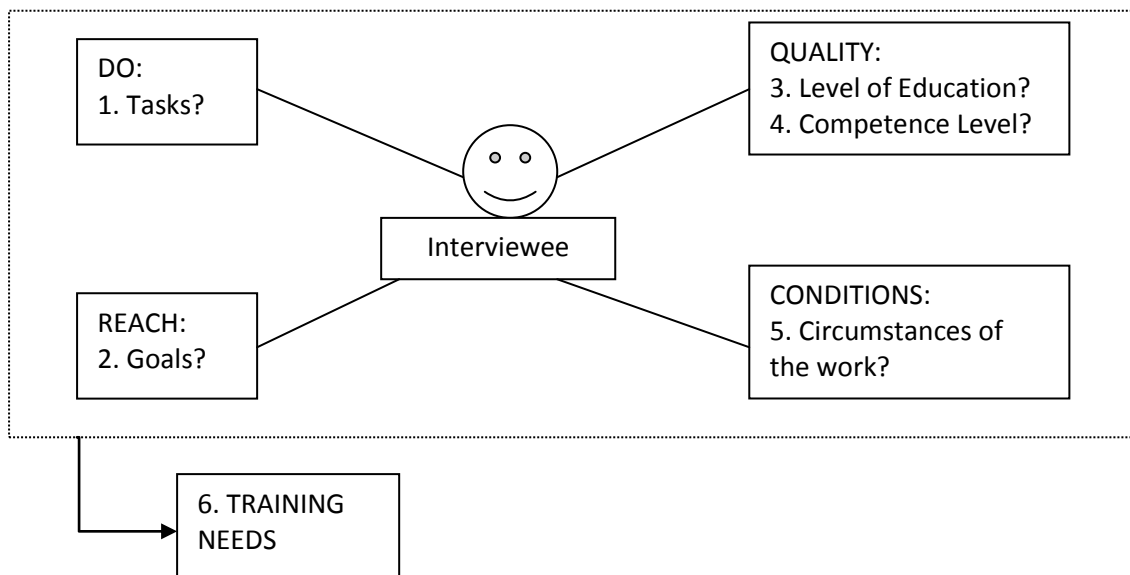 DO:
1. Tasks?
QUALITY:
3. Level of Education?
4. Competence Level?
Interviewee
REACH:
2. Goals?
CONDITIONS:
5. Circumstances of
the work?
6. TRAINING
NEEDS